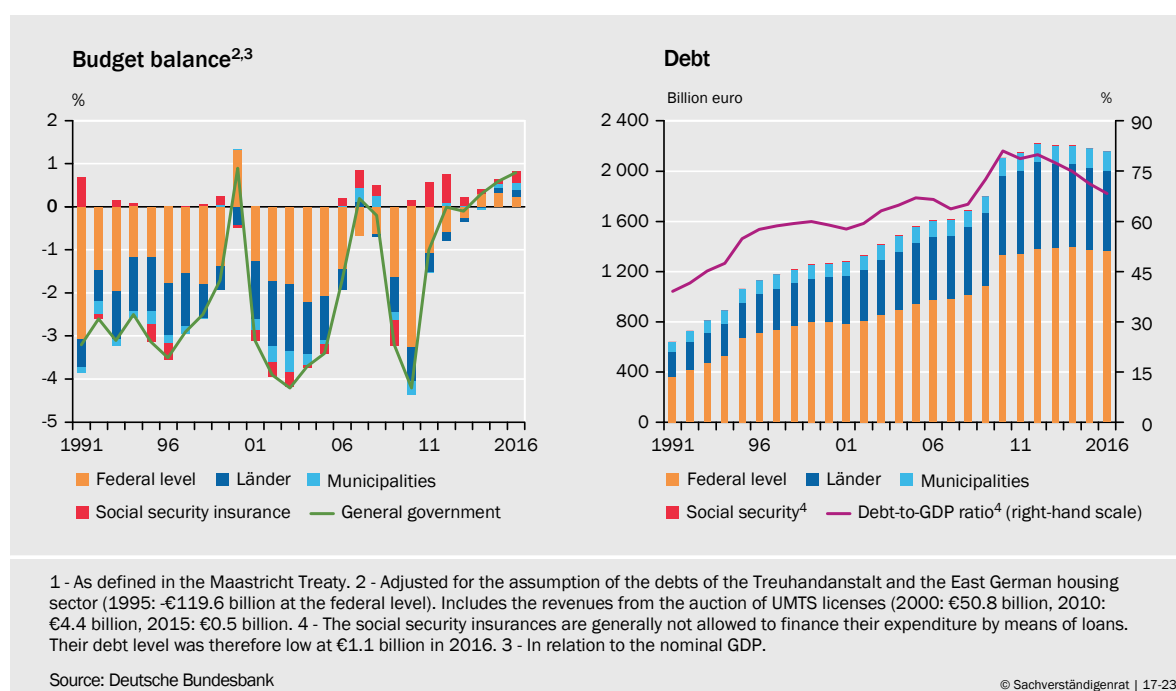 Budget balance2,3
%
2
1
0
-1
-2
-3
-4
-5
1991 96 01 06 11 2016
Federal level Länder Municipalities
Social security insurance General government
Debt
Billion euro %
2 400 90
2 000 75
1 600 60
1 200 45
800 30
400 15
0 0
1991 96 01 06 11 2016
Federal level Länder Municipalities
Social security4 Debt-to-GDP ratio4 (right-hand scale)
1 - As defined in the Maastricht Treaty. 2 - Adjusted for the assumption of the debts of the Treuhandanstalt and the East German housing
sector (1995: -€119.6 billion at the federal level). Includes the revenues from the auction of UMTS licenses (2000: €50.8 billion, 2010:
€4.4 billion, 2015: €0.5 billion. 4 - The social security insurances are generally not allowed to finance their expenditure by means of loans.
Their debt level was therefore low at €1.1 billion in 2016. 3 - In relation to the nominal GDP.
Source: Deutsche Bundesbank
© Sachverständigenrat | 17-23